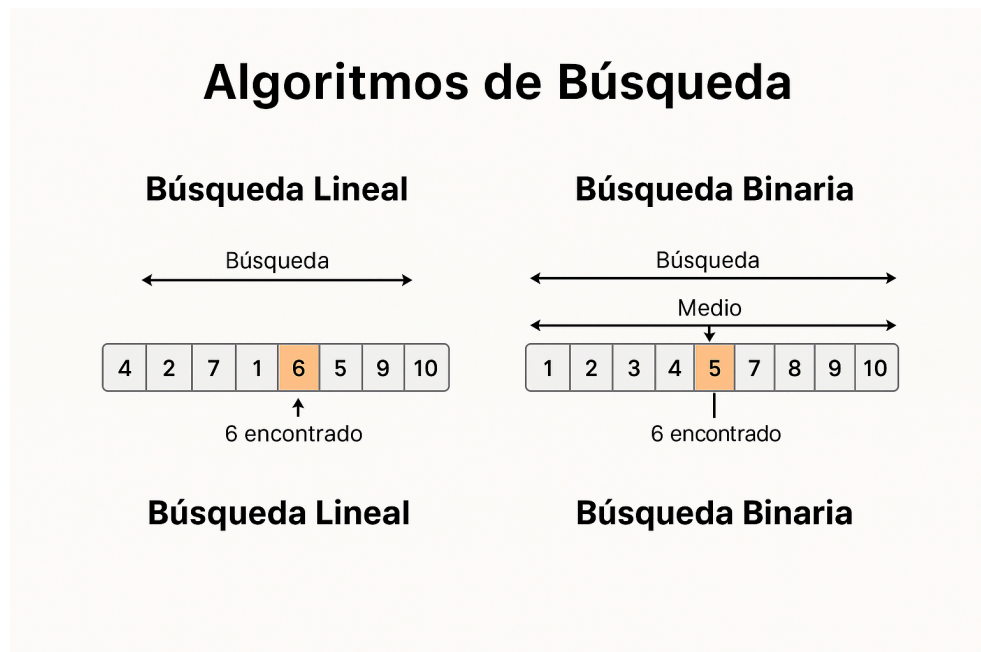 Algoritmos de Búsqueda
Búsqueda Lineal
Búsqueda
4 2 7 1 6 5 9 10
6 encontrado
Búsqueda Lineal
Búsqueda Binaria
Búsqueda
Medio
1 2 3 4 5 7 8 9 10
6 encontrado
Búsqueda Binaria